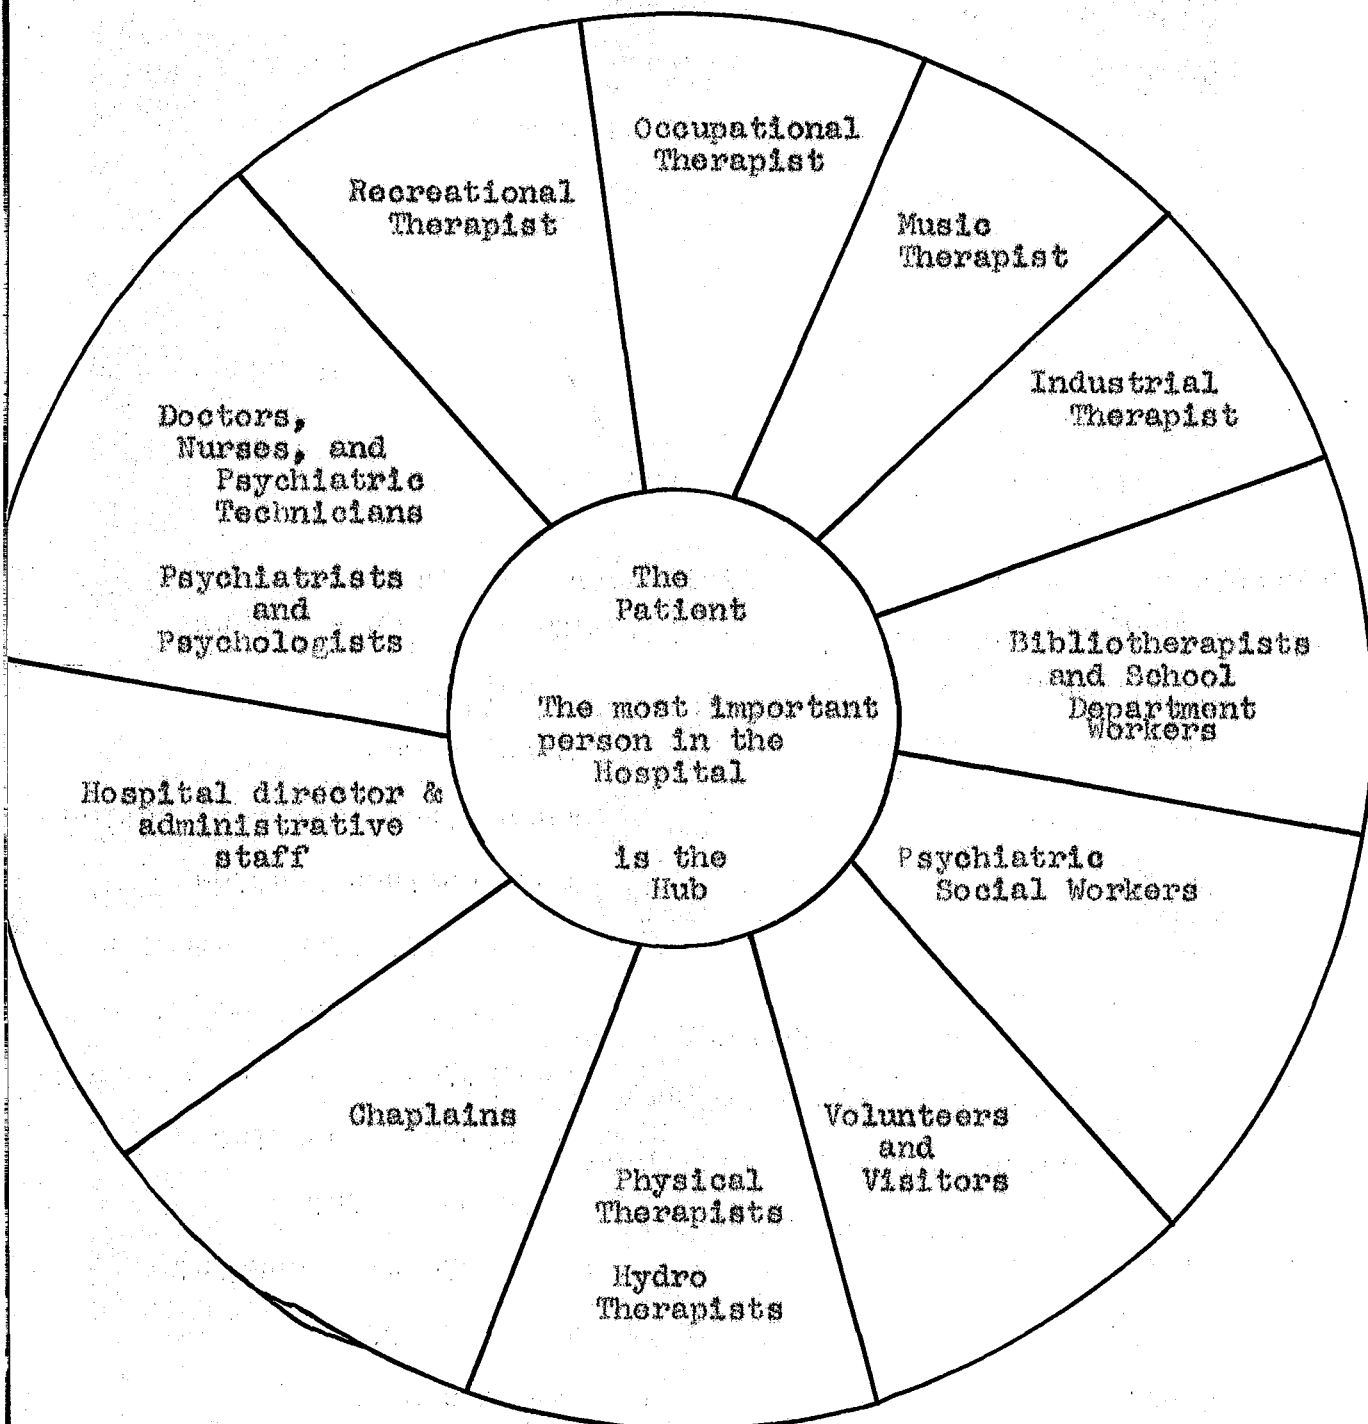 Occupational
Therapist
Recreational
Therapist
Music
Therapist
Industrial
Therapist
Doctors,
Nurses, and
Psychiatric
Technicians
Psychiatrists
and
Psychologists
The
Patient
The most important
person in the
Hospital
is the
Hub
Bibliotherapists
and School
Department
Workers
Hospital director &
administrative
staff
Psychiatric
Social Workers
Chaplains
Volunteers
and
Visitors
Physical
Therapists
Hydro
Therapists